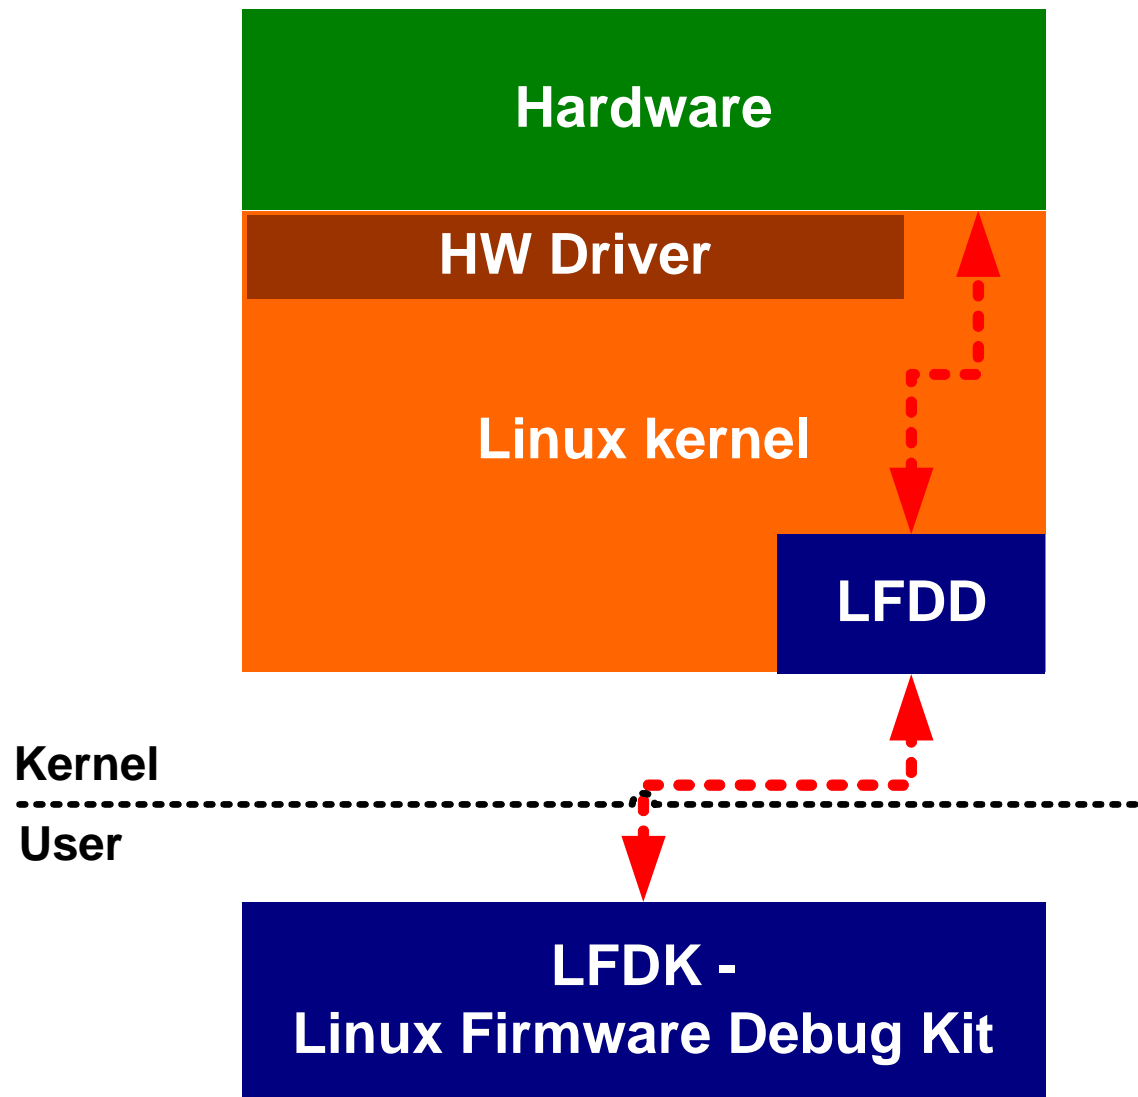 Hardware
HW Driver
Linux kernel
LFDD
Kernel
User
LFDK -
Linux Firmware Debug Kit